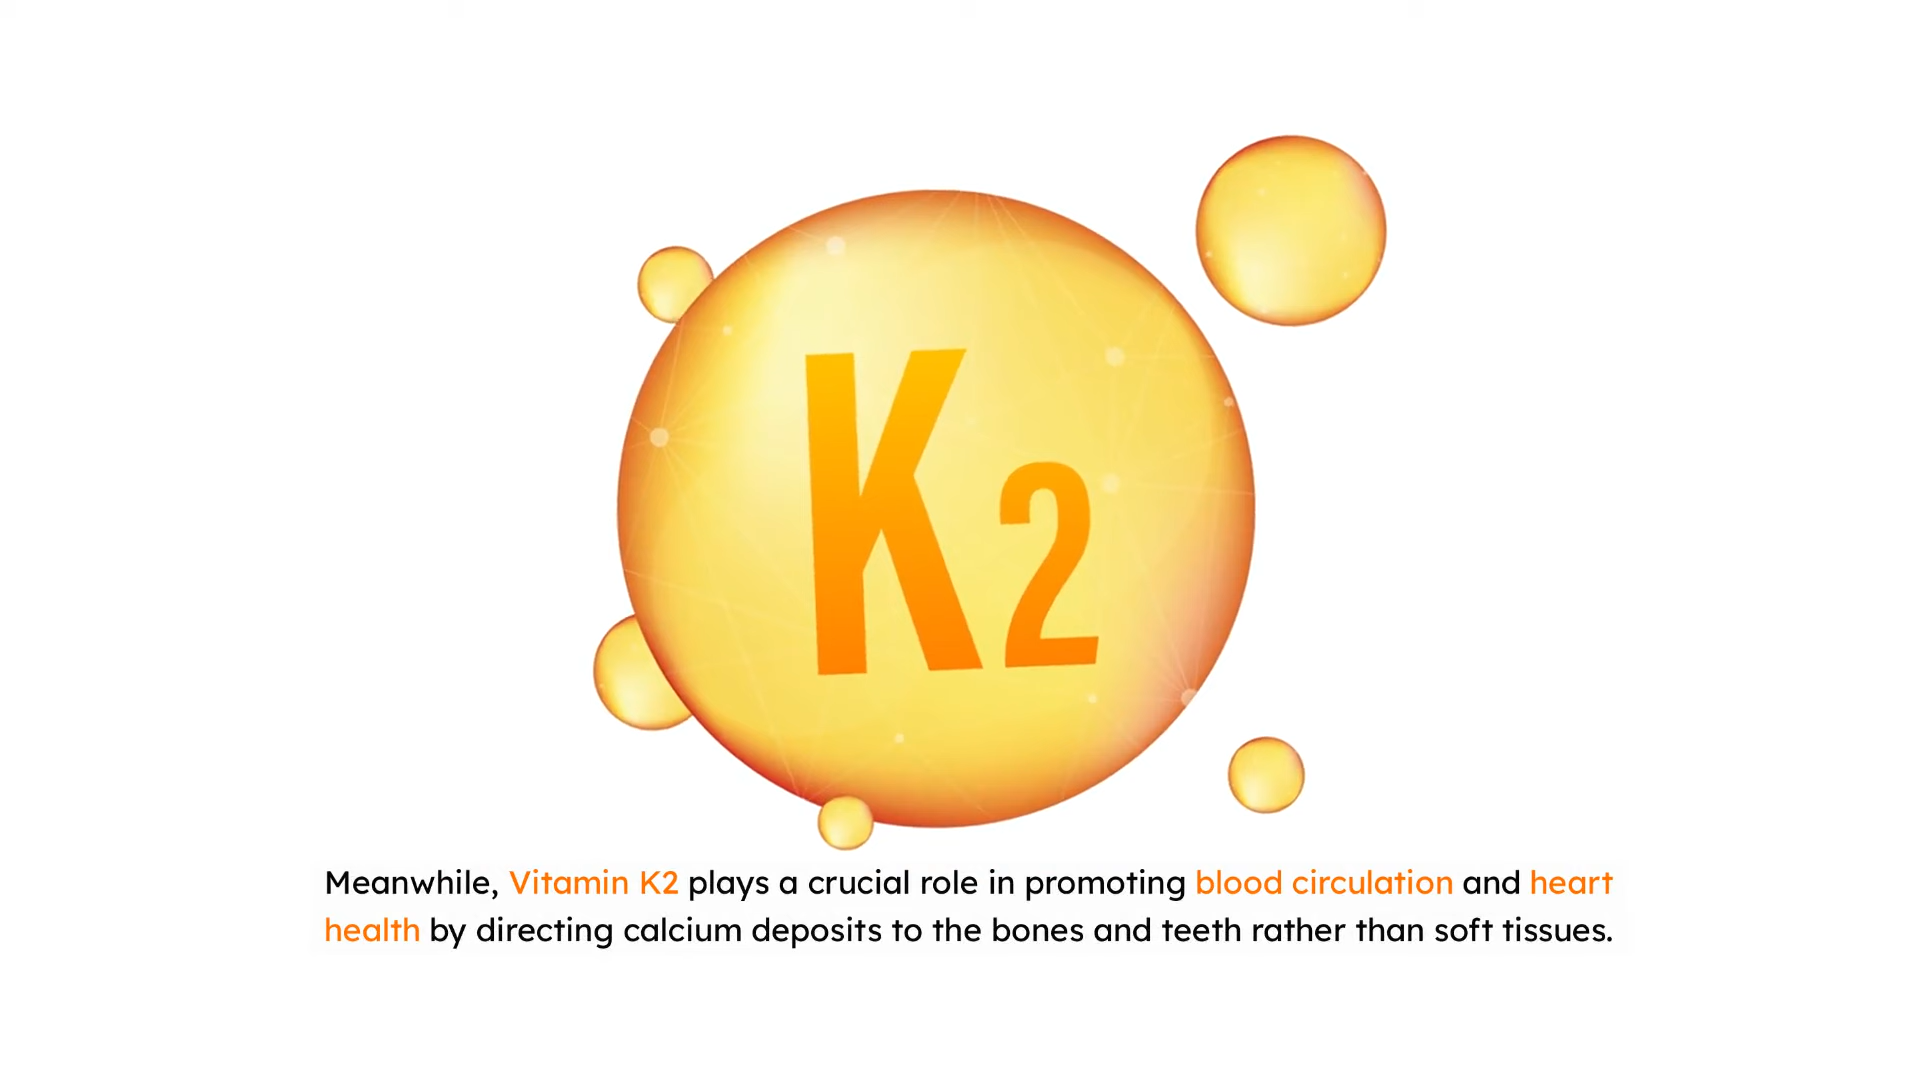 K2
Meanwhile, Vitamin K2 plays a crucial role in promoting blood circulation and heart
health by directing calcium deposits to the bones and teeth rather than soft tissues.